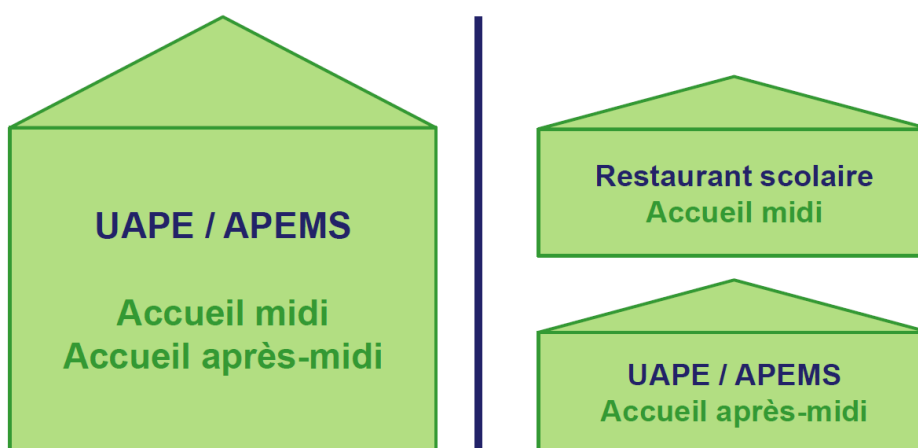 UAPE / APEMS
Accueil midi
Accueil après-midi
Restaurant scolaire
Accueil midi
UAPE / APEMS
Accueil après-midi